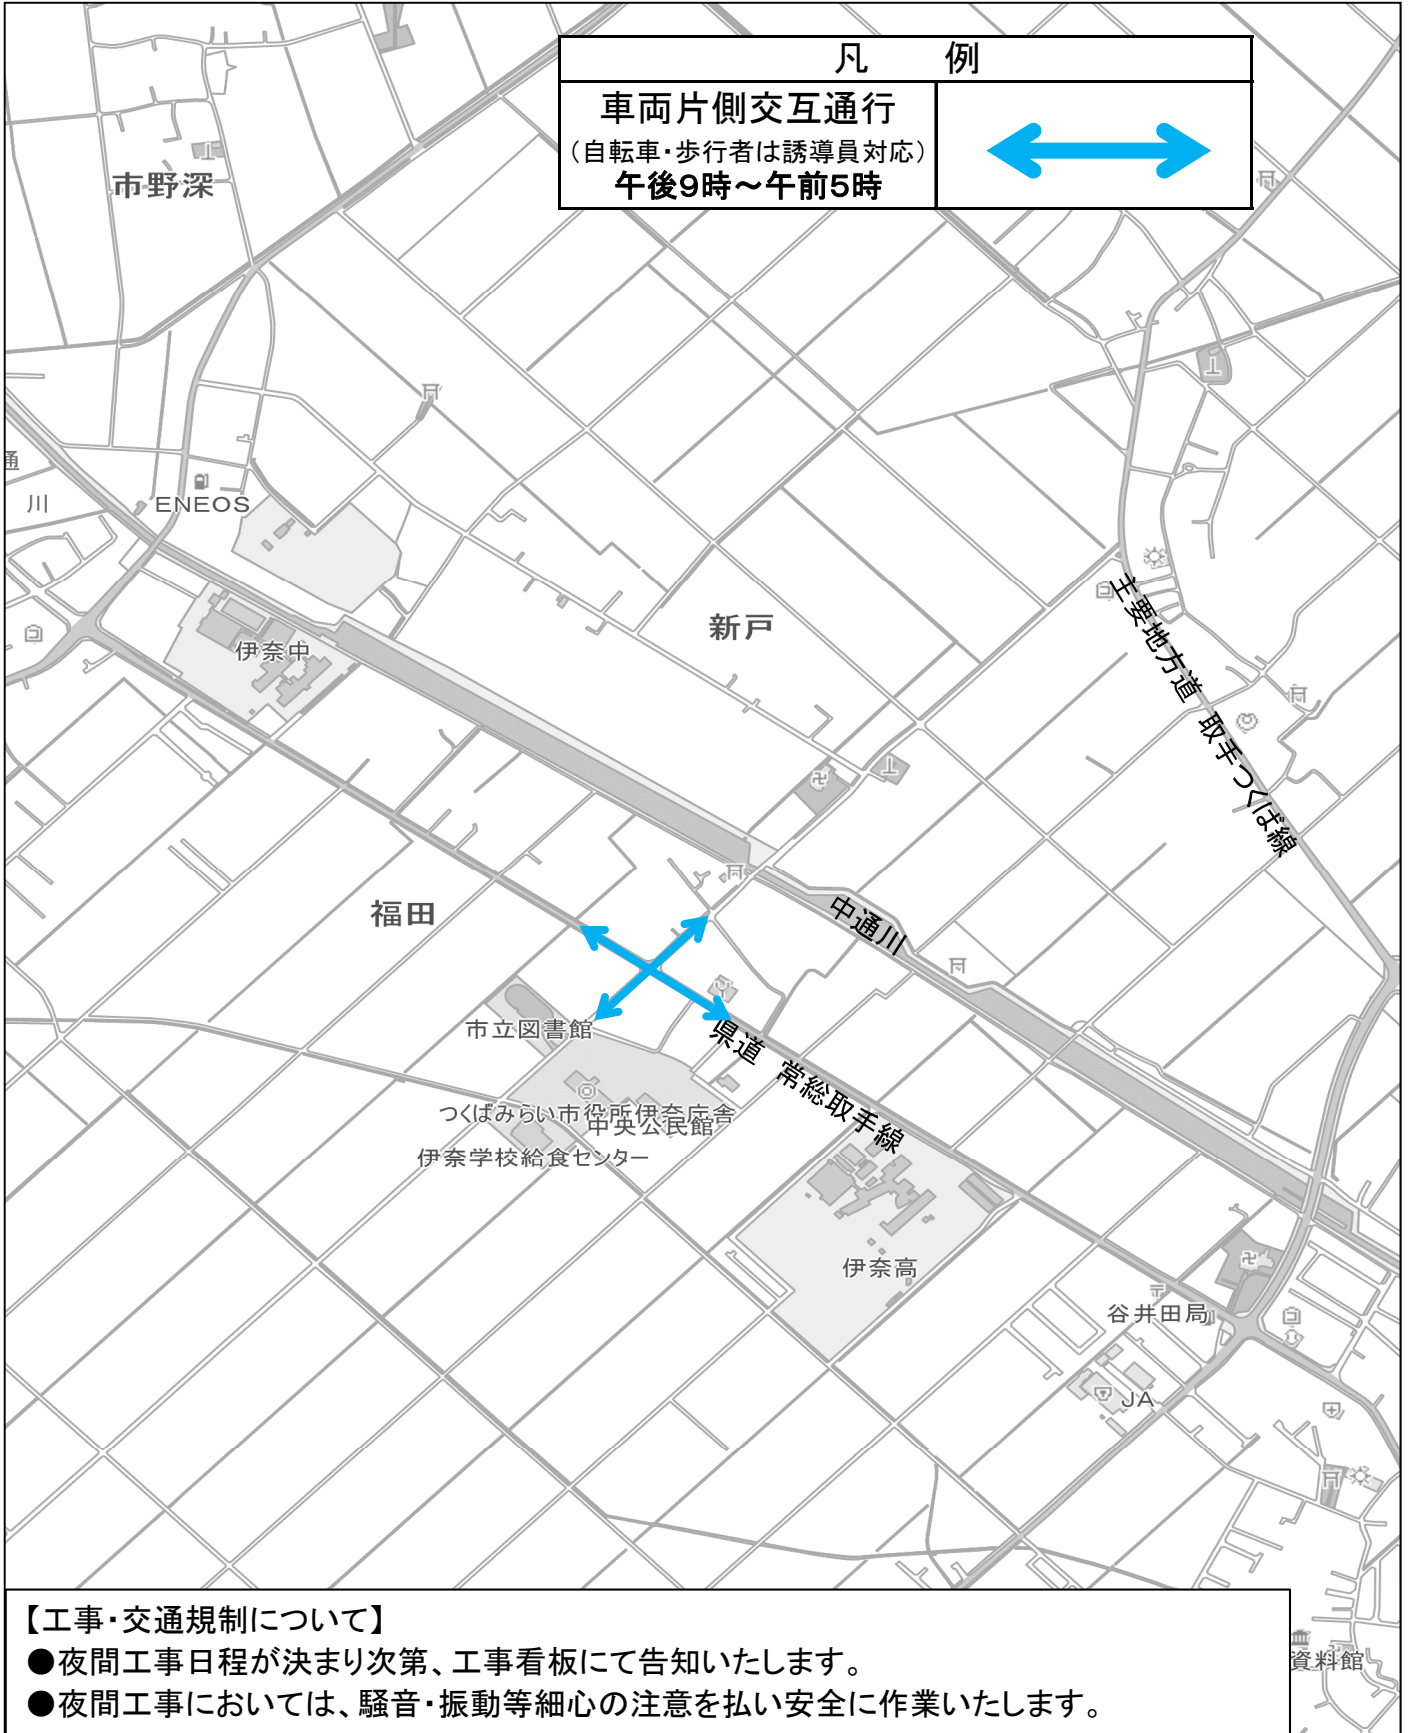 凡 例
車両片側交互通行
(自転車・歩行者は誘導員対応)
午後9時～午前5時
市野深
通
川
ENEOS
伊奈中
新戸
主要地方道 取手つくば線
福田
中通川
市立図書館
県道 常総取手線
つくばみらい市役所伊奈庁舎
中央公民館
伊奈学校給食センター
伊奈高
谷井田局
JA
資料館
【工事・交通規制について】
●夜間工事日程が決まり次第、工事看板にて告知いたします。
●夜間工事においては、騒音・振動等細心の注意を払い安全に作業いたします。